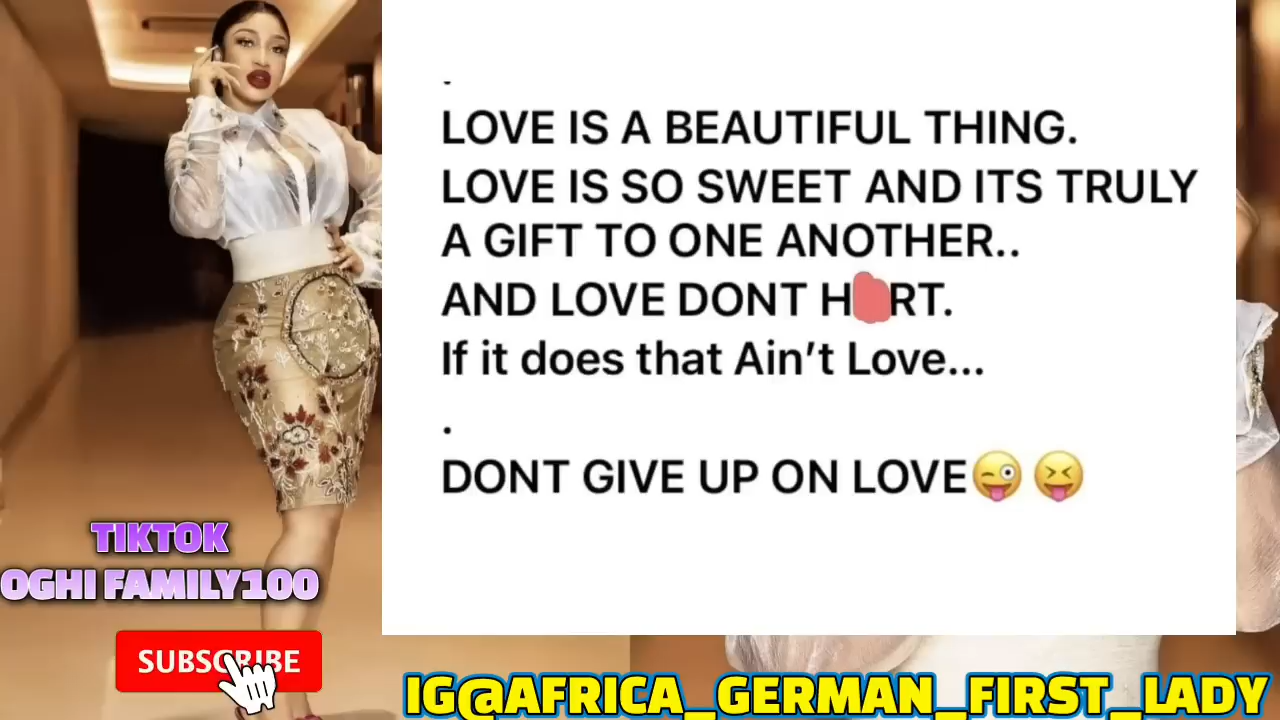 LOVE IS A BEAUTIFUL THING.
LOVE IS SO SWEET AND ITS TRULY
A GIFT TO ONE ANOTHER..
AND LOVE DONT H RT.
If it does that Ain’t Love...
.
DONT GIVE UP ON LOVE😜 😝
TIKTOK
OGHI FAMILY100
SUBSCRIBE
IG@AFRICA_GERMAN_FIRST_LADY